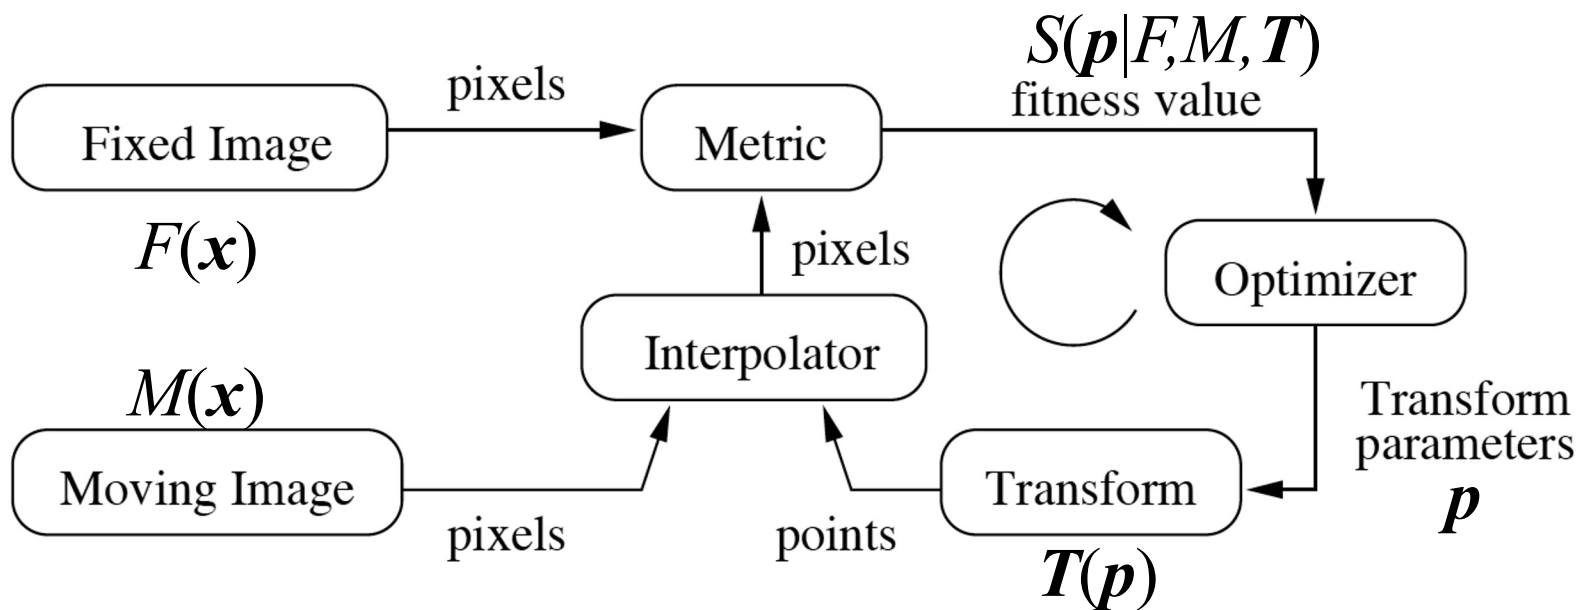 S(p|F,M,T)
pixels
fitness value
Fixed Image
Metric
F(x)
pixels
Optimizer
Interpolator
M(x)
Transform
parameters
p
Moving Image
Transform
pixels
points
T(p)